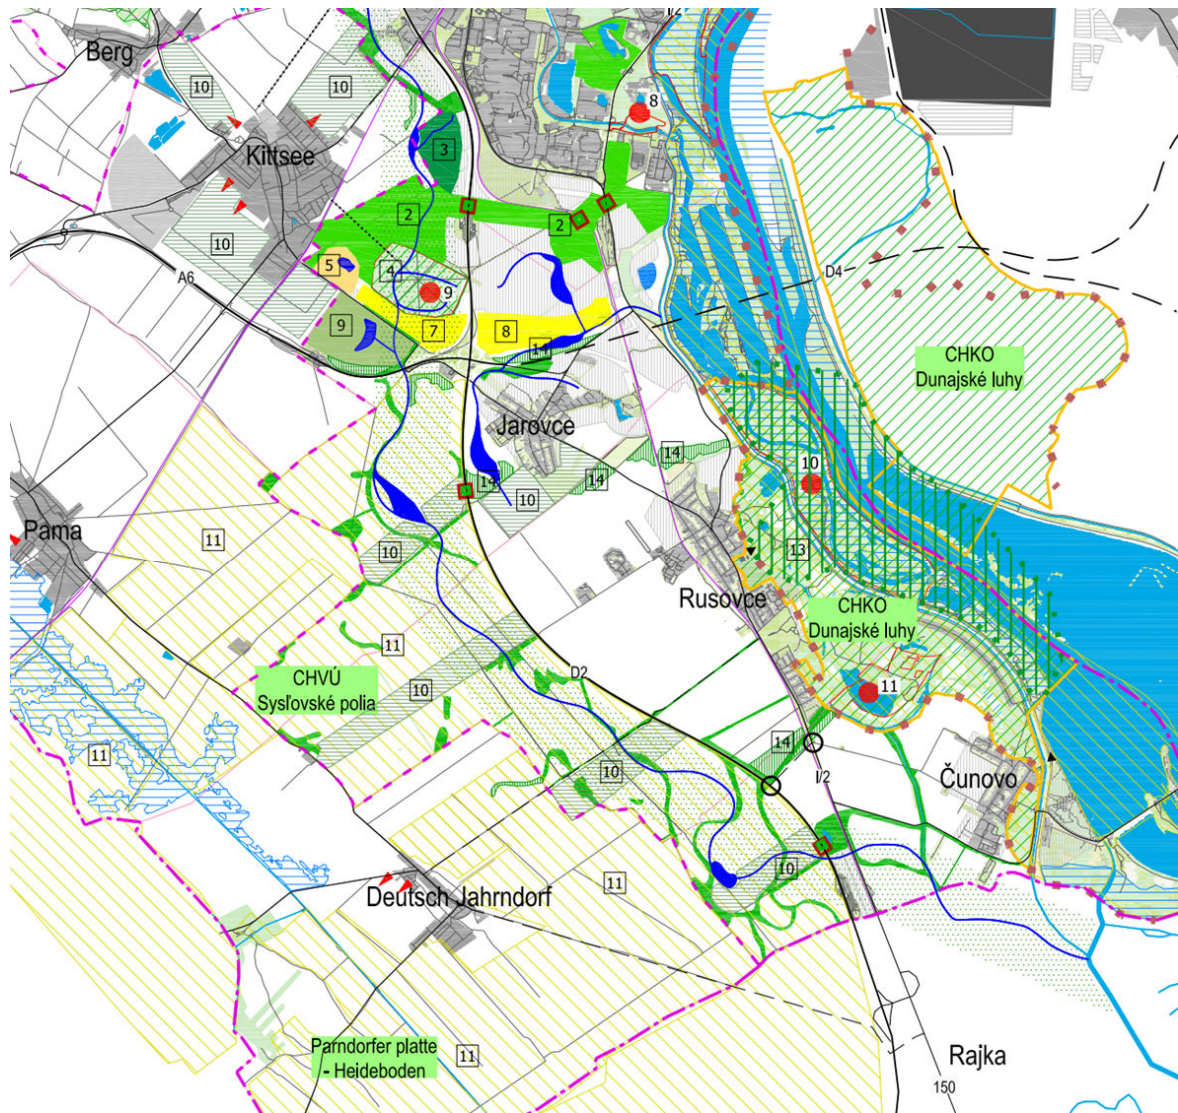 I/2
Berg
10
10
8
3
Kittsee
2
2
10
5
4
9
A6
D4
9
7
8
14
CHKO
Dunajské luhy
Jarovce
14
10
14
14
10
10
11
Pama
13
Rusovce
CHKO
Dunajské luhy
11
CHVÚ
Sysľovské polia
D2
10
11
11
14
I/2
10
Čunovo
10
11
Deutsch Jahrndorf
Parndorfer platte
- Heideboden
11
Rajka
150